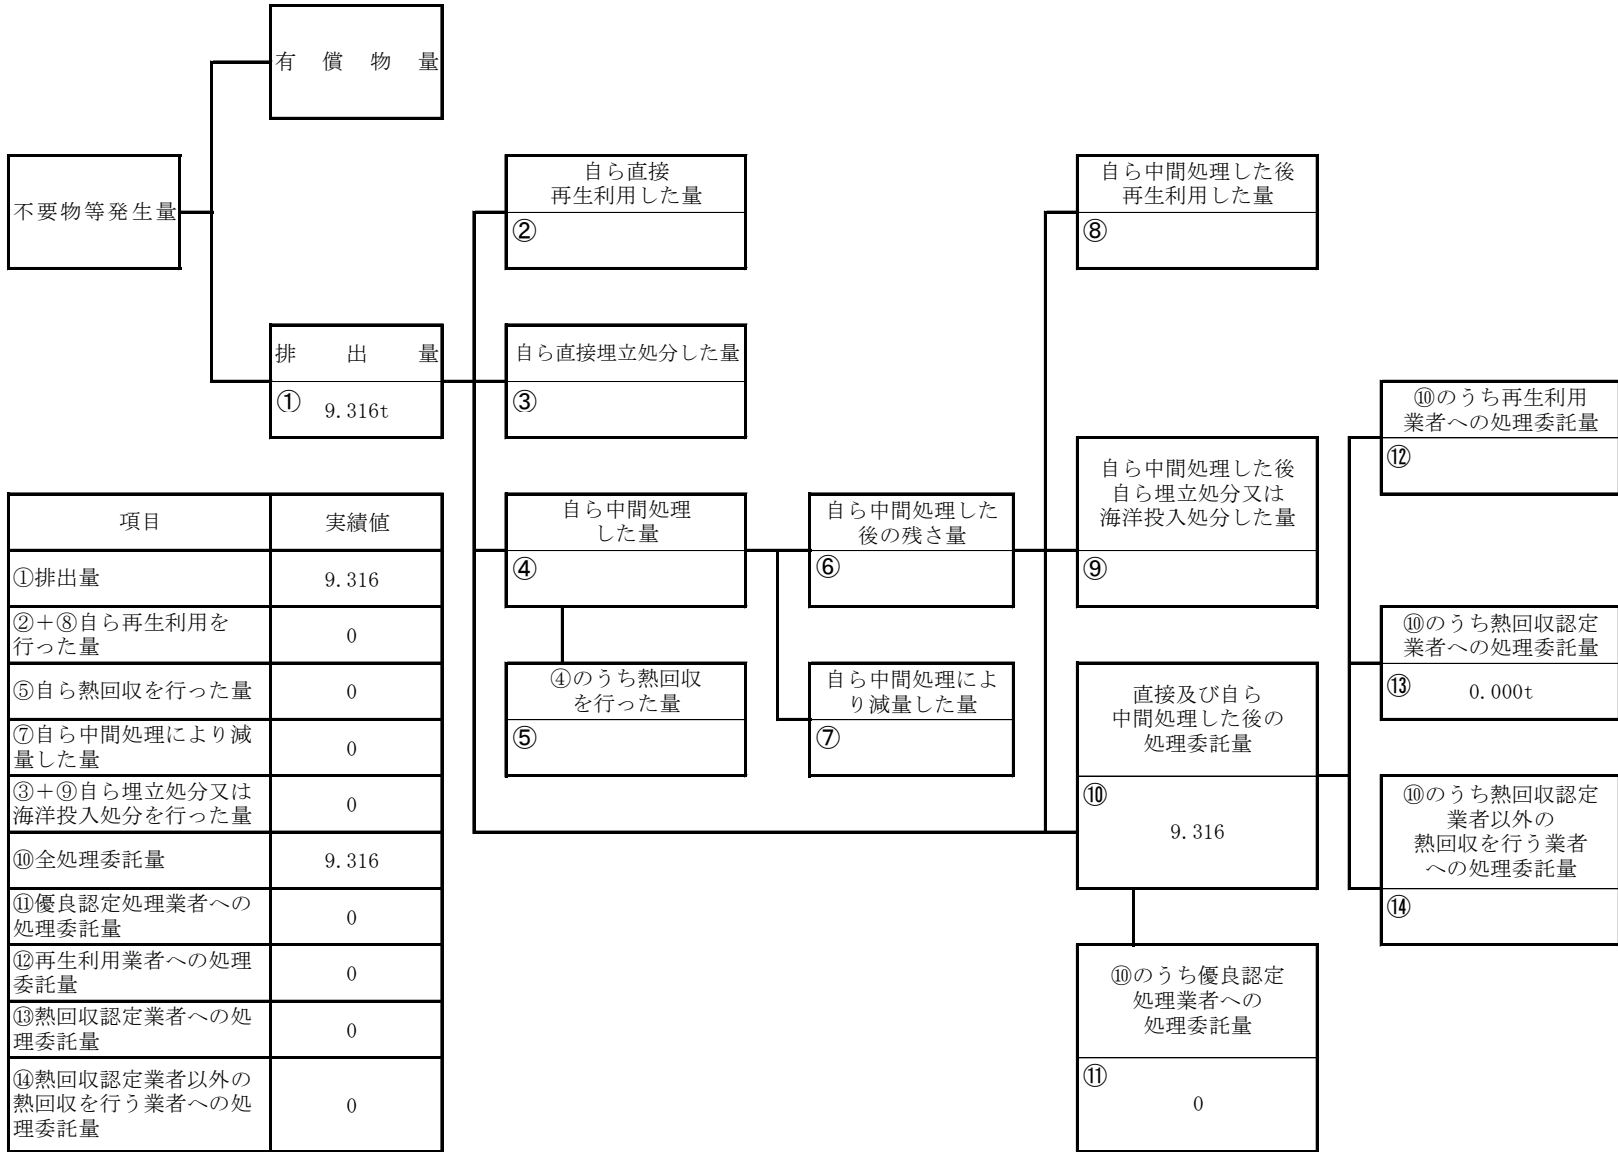 有償物量
不要物等発生量
排出量
① 9.316t
自ら直接
再生利用した量
②
自ら直接埋立処分した量
③
自ら中間処理
した量
④
④のうち熱回収
を行った量
⑤
自ら中間処理した
後の残さ量
⑥
自ら中間処理によ
り減量した量
⑦
自ら中間処理した後
再生利用した量
⑧
自ら中間処理した後
自ら埋立処分又は
海洋投入処分した量
⑨
直接及び自ら
中間処理した後の
処理委託量
⑩
9.316
⑩のうち優良認定
処理業者への
処理委託量
⑪
0
⑩のうち再生利用
業者への処理委託量
⑫
⑩のうち熱回収認定
業者への処理委託量
⑬ 0.000t
⑩のうち熱回収認定
業者以外の
熱回収を行う業者
への処理委託量
⑭
項目 実績値
①排出量 9.316
②＋⑧自ら再生利用を
行った量 0
⑤自ら熱回収を行った量 0
⑦自ら中間処理により減
量した量 0
③＋⑨自ら埋立処分又は
海洋投入処分を行った量 0
⑩全処理委託量 9.316
⑪優良認定処理業者への
処理委託量 0
⑫再生利用業者への処理
委託量 0
⑬熱回収認定業者への処
理委託量 0
⑭熱回収認定業者以外の
熱回収を行う業者への処
理委託量 0